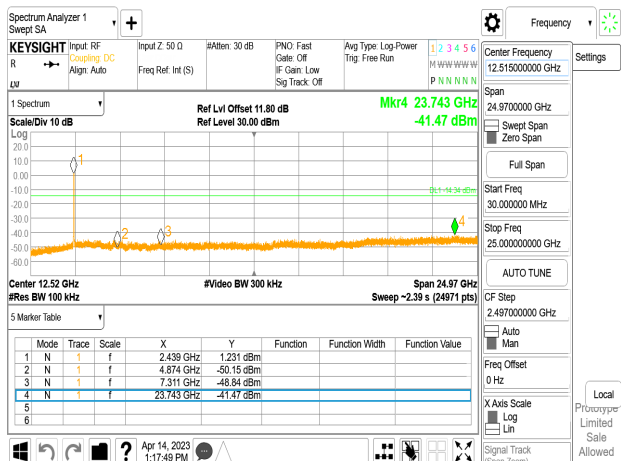 Spectrum Analyzer 1
Swept SA
Frequency
KEYSIGHT
R
Input: RF
Coupling: DC
Align: Auto
Input Z: 50 Ω
Freq Ref: Int (S)
#Atten: 30 dB
PNO: Fast
Gate: Off
IF Gain: Low
Sig Track: Off
Avg Type: Log-Power
Trig: Free Run
1 2 3 4 5 6
M W W W W W
P N N N N N
1 Spectrum
Scale/Div 10 dB
Log
Ref Lvl Offset 11.80 dB
Ref Level 30.00 dBm
Mkr4 23.743 GHz
-41.47 dBm
20.0
10.0
0.00
-10.0
-20.0
-30.0
-40.0
-50.0
-60.0
1
2
3
4
DL1 -14.34 dBm
Center 12.52 GHz
#Video BW 300 kHz
Span 24.97 GHz
#Res BW 100 kHz
Sweep ~2.39 s (24971 pts)
5 Marker Table
Mode Trace Scale X Y Function Function Width Function Value
1 N 1 f 2.439 GHz 1.231 dBm
2 N 1 f 4.874 GHz -50.15 dBm
3 N 1 f 7.311 GHz -48.84 dBm
4 N 1 f 23.743 GHz -41.47 dBm
5
6
Apr 14, 2023
1:17:49 PM
Center Frequency
12.515000000 GHz
Settings
Span
24.9700000 GHz
Swept Span
Zero Span
Full Span
Start Freq
30.000000 MHz
Stop Freq
25.000000000 GHz
AUTO TUNE
CF Step
2.497000000 GHz
Auto
Man
Freq Offset
0 Hz
X Axis Scale
Log
Lin
Signal Track
(Span Zoom)
Local
Prototype
Limited
Sale
Allowed